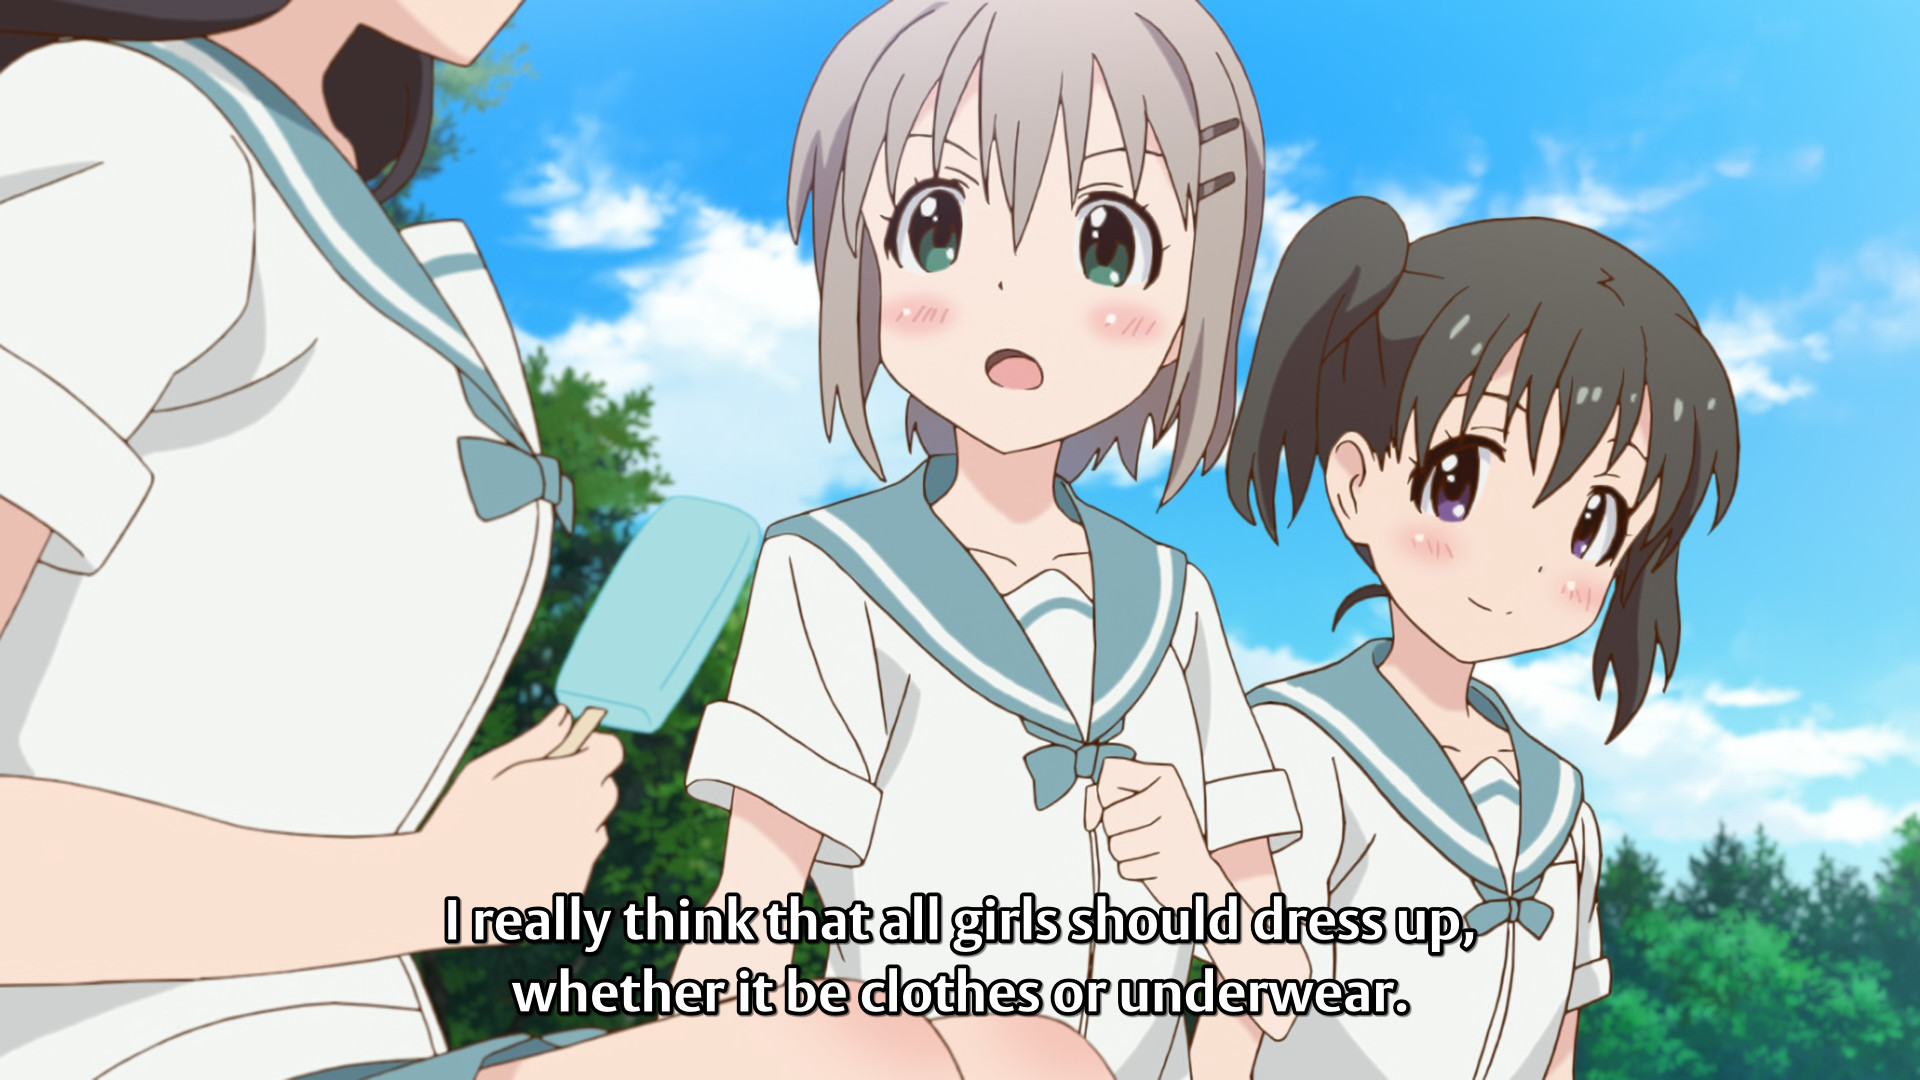 I really think that all girls should dress up,
whether it be clothes or underwear.